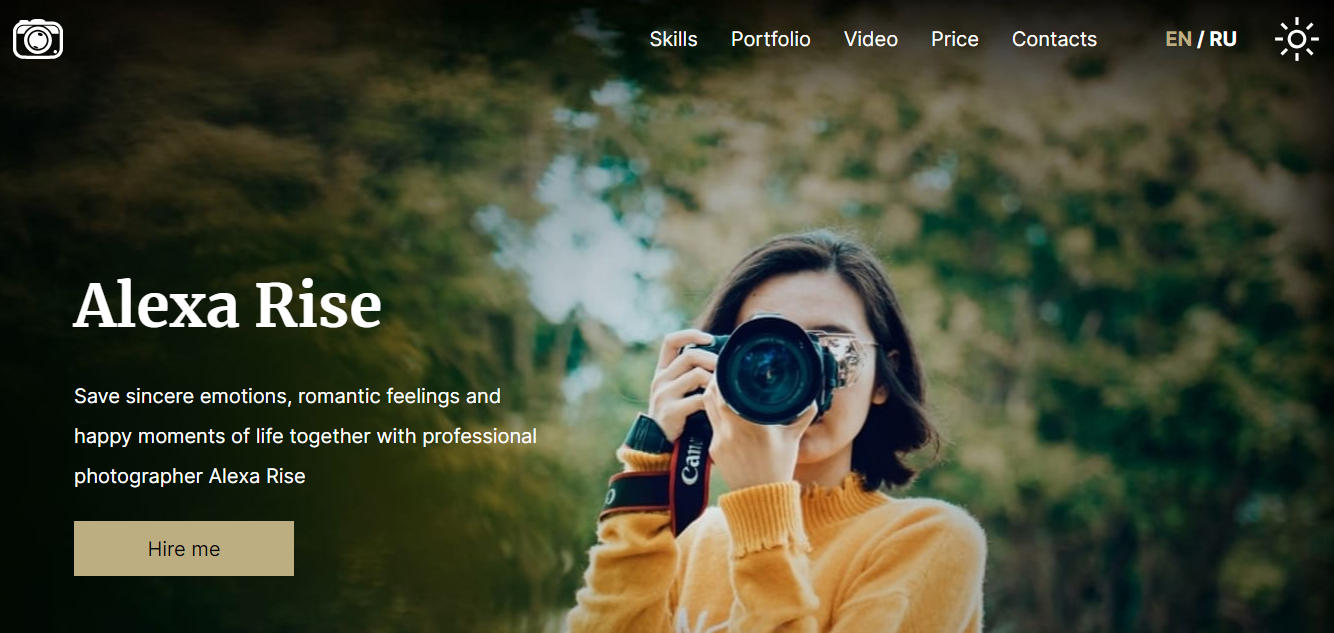 Skills Portfolio Video Price Contacts EN / RU
Alexa Rise
Save sincere emotions, romantic feelings and
happy moments of life together with professional
photographer Alexa Rise
Hire me